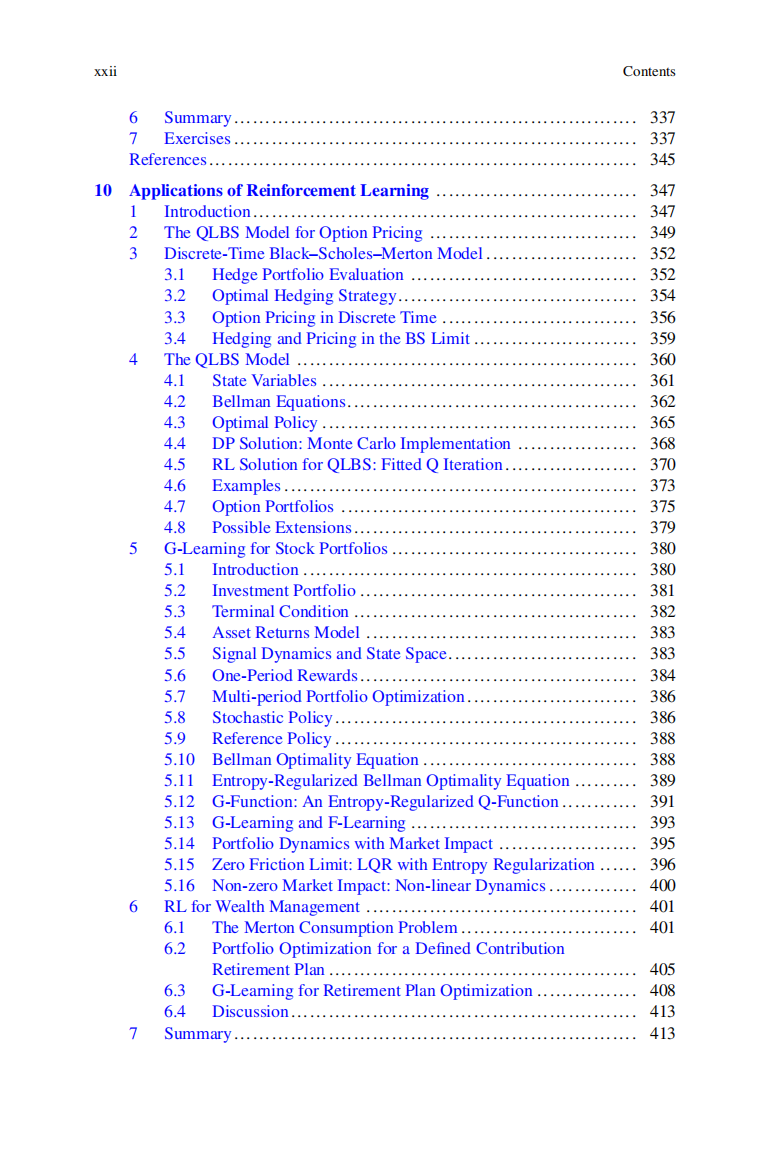 xxii Contents
6 Summary ........................................................ 337
7 Exercises ........................................................ 337
References ........................................................ 345
10 Applications of Reinforcement Learning ................................ 347
1 Introduction ........................................................ 347
2 The QLBS Model for Option Pricing ................................ 349
3 Discrete-Time Black–Scholes–Merton Model ........................ 352
3.1 Hedge Portfolio Evaluation ................................ 352
3.2 Optimal Hedging Strategy ................................ 354
3.3 Option Pricing in Discrete Time ............................ 356
3.4 Hedging and Pricing in the BS Limit ........................ 359
4 The QLBS Model ................................................ 360
4.1 State Variables ........................................ 361
4.2 Bellman Equations ........................................ 362
4.3 Optimal Policy ........................................ 365
4.4 DP Solution: Monte Carlo Implementation .................. 368
4.5 RL Solution for QLBS: Fitted Q Iteration .................... 370
4.6 Examples ................................................ 373
4.7 Option Portfolios ........................................ 375
4.8 Possible Extensions ........................................ 379
5 G-Learning for Stock Portfolios ................................ 380
5.1 Introduction ........................................ 380
5.2 Investment Portfolio ........................................ 381
5.3 Terminal Condition ........................................ 382
5.4 Asset Returns Model ........................................ 383
5.5 Signal Dynamics and State Space ............................ 383
5.6 One-Period Rewards ........................................ 384
5.7 Multi-period Portfolio Optimization ........................ 386
5.8 Stochastic Policy ........................................ 386
5.9 Reference Policy ........................................ 388
5.10 Bellman Optimality Equation ................................ 388
5.11 Entropy-Regularized Bellman Optimality Equation .......... 389
5.12 G-Function: An Entropy-Regularized Q-Function ............ 391
5.13 G-Learning and F-Learning ................................ 393
5.14 Portfolio Dynamics with Market Impact .................... 395
5.15 Zero Friction Limit: LQR with Entropy Regularization ...... 396
5.16 Non-zero Market Impact: Non-linear Dynamics .............. 400
6 RL for Wealth Management ........................................ 401
6.1 The Merton Consumption Problem ............................ 401
6.2 Portfolio Optimization for a Defined Contribution
Retirement Plan ........................................ 405
6.3 G-Learning for Retirement Plan Optimization ................ 408
6.4 Discussion ................................................ 413
7 Summary ........................................................ 413